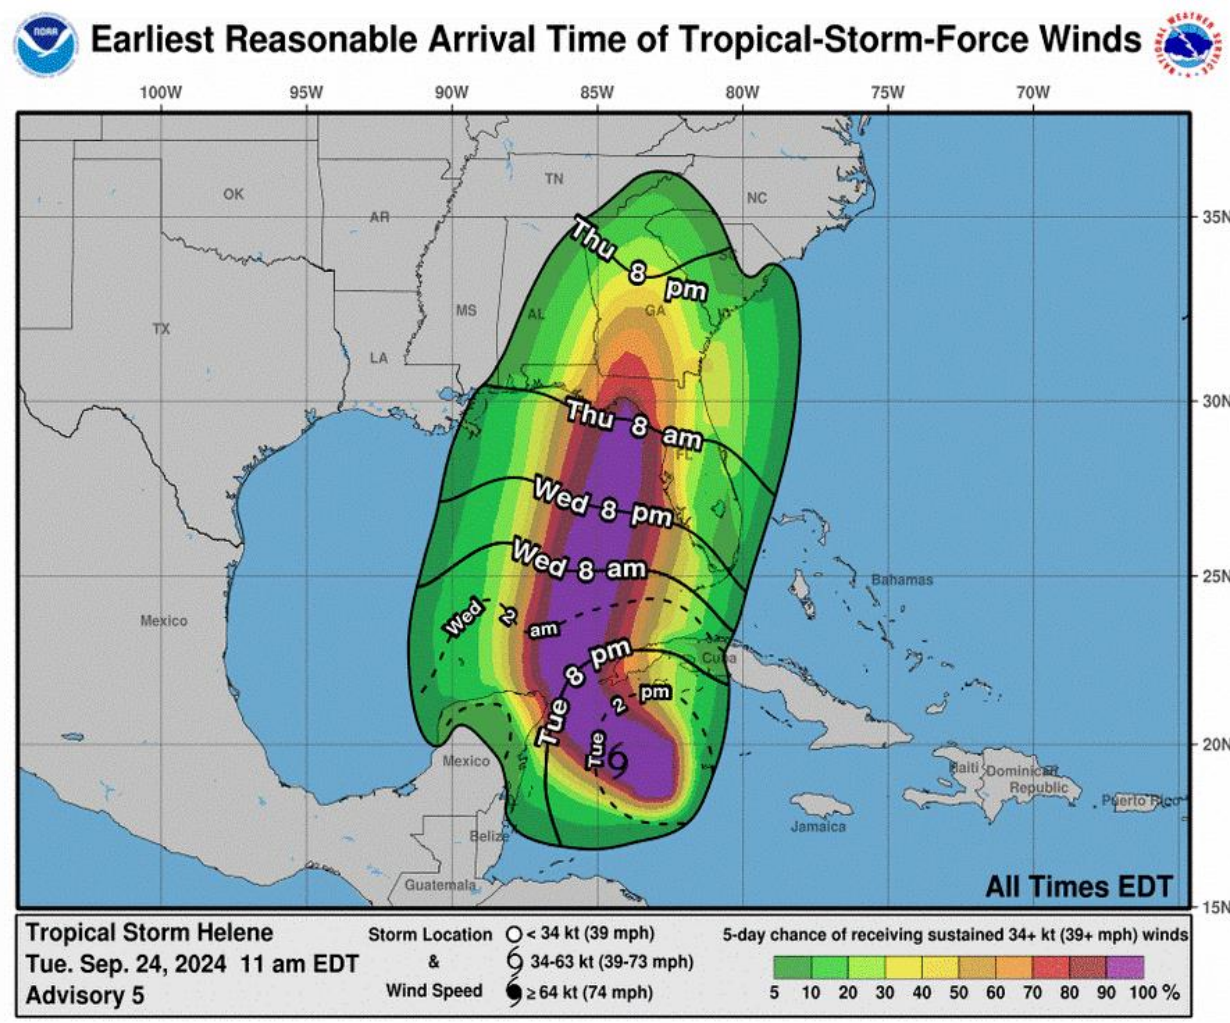 NOAA
Earliest Reasonable Arrival Time of Tropical-Storm-Force Winds
NATIONAL WEATHER SERVICE
100W 95W 90W 85W 80W 75W 70W
TN
OK
NC
AR
35N
Thu 8 pm
SC
MS
AL
GA
TX
LA
30N
Thu 8 am
FL
Wed 8 pm
Wed 8 am
25N
Bahamas
Mexico
Wed 2 am
Cuba
Tue 8 pm
Tue 2 pm
20N
Mexico
Haiti
Dominican
Republic
Puerto Rico
Jamaica
Belize
Guatemala
All Times EDT
15N
Tropical Storm Helene
Tue. Sep. 24, 2024 11 am EDT
Advisory 5
Storm Location
&
Wind Speed
< 34 kt (39 mph)
34-63 kt (39-73 mph)
≥ 64 kt (74 mph)
5-day chance of receiving sustained 34+ kt (39+ mph) winds
5 10 20 30 40 50 60 70 80 90 100 %